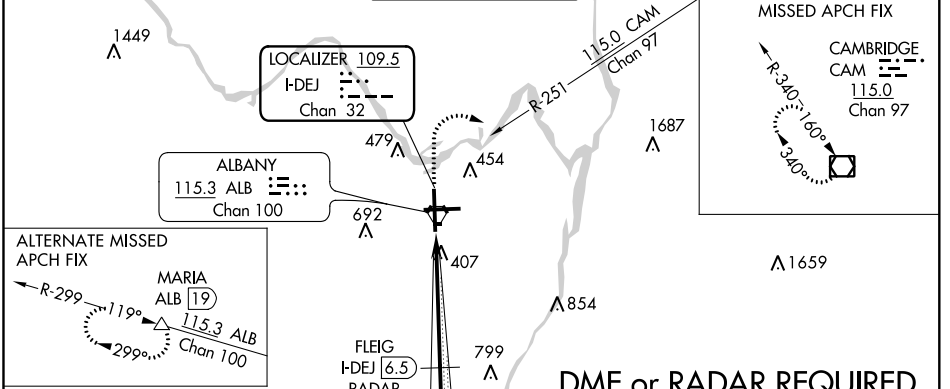 MISSED APCH FIX
CAMBRIDGE
CAM
115.0
Chan 97
R-340
160°
340°
1449
115.0 CAM
Chan 97
R-251
LOCALIZER 109.5
I-DEJ
Chan 32
479
454
1687
ALBANY
115.3 ALB
Chan 100
692
407
1659
854
ALTERNATE MISSED
APCH FIX
MARIA
ALB 19
R-299
119°
299°
115.3 ALB
Chan 100
FLEIG
I-DEJ 6.5
RADAR
799
DME or RADAR REQUIRED